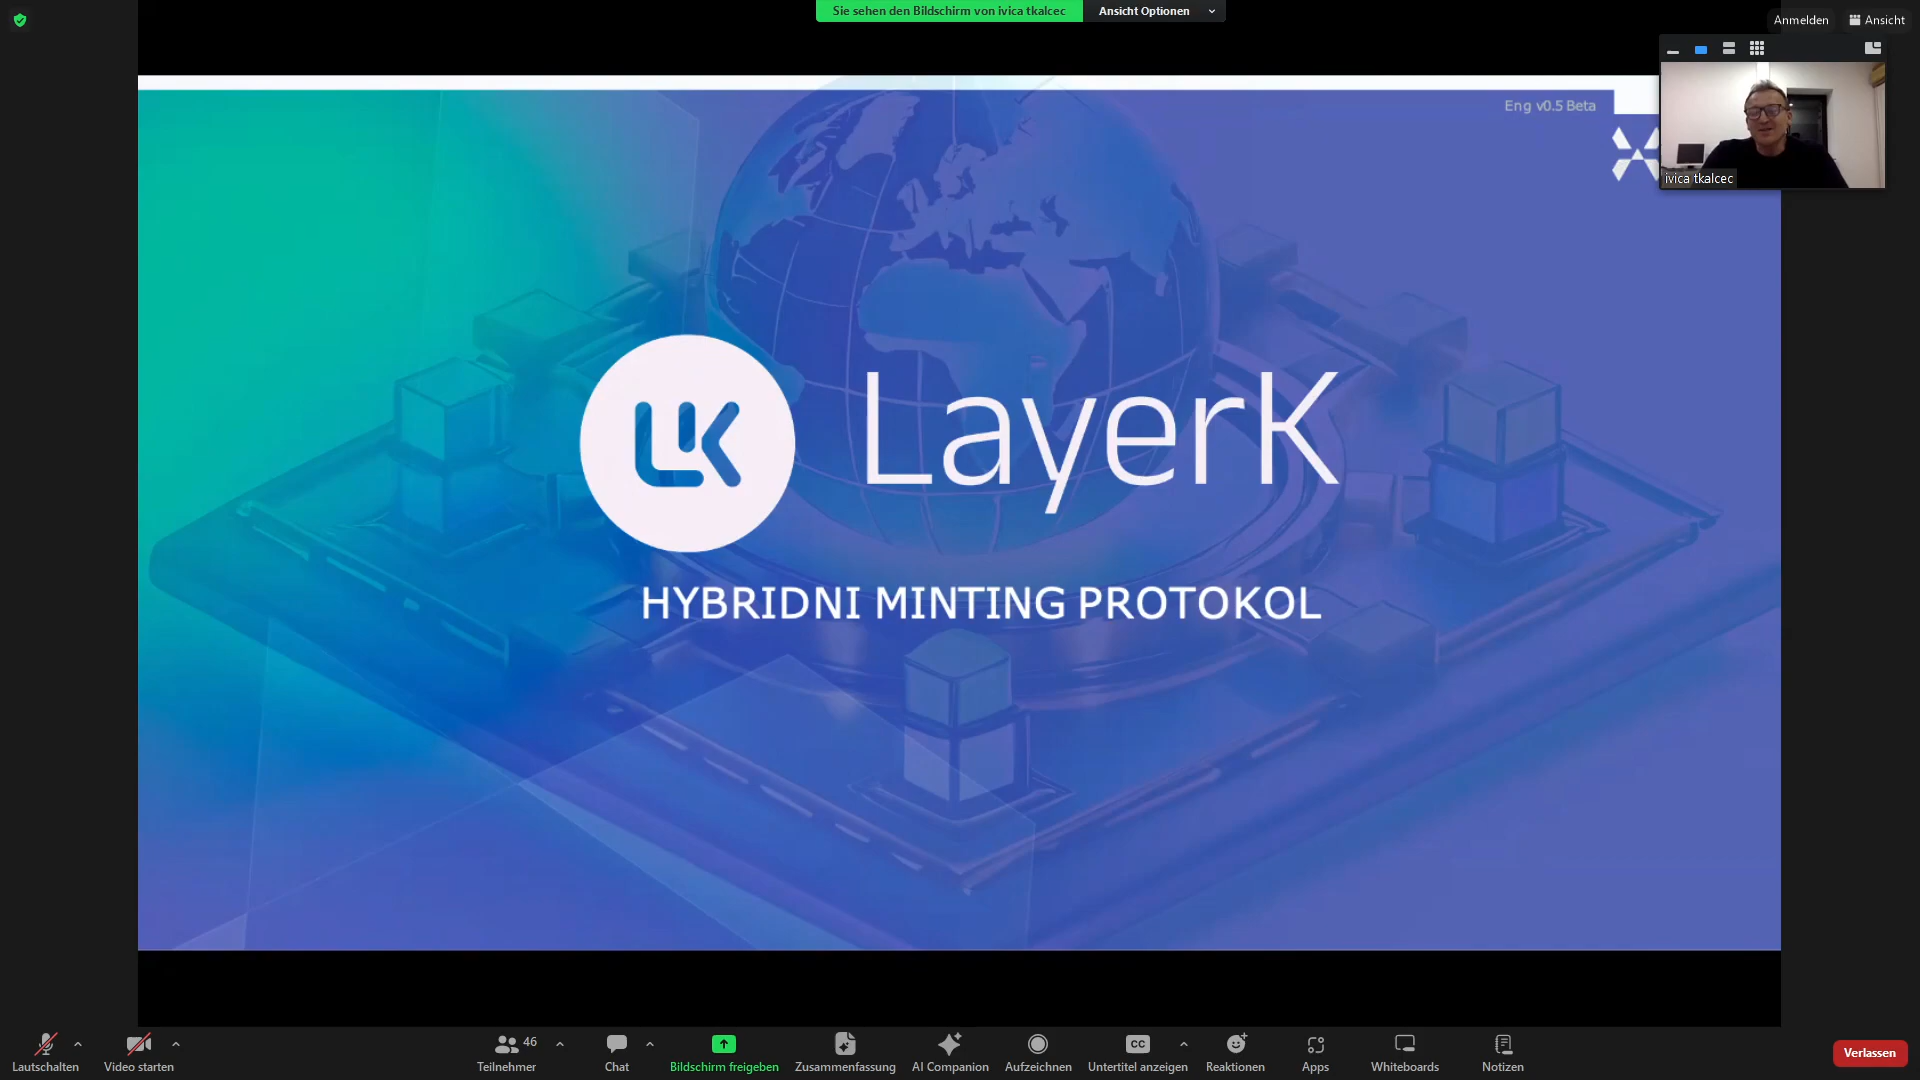 Sie sehen den Bildschirm von ivica tkalcec
Ansicht Optionen
Anmelden
Ansicht
Eng v0.5 Beta
ivica tkalcec
LK
LayerK
HYBRIDNI MINTING PROTOKOL
Lautschalten
Video starten
46
Teilnehmer
Chat
Bildschirm freigeben
Zusammenfassung
AI Companion
Aufzeichnen
CC
Untertitel anzeigen
Reaktionen
Apps
Whiteboards
Notizen
Verlassen